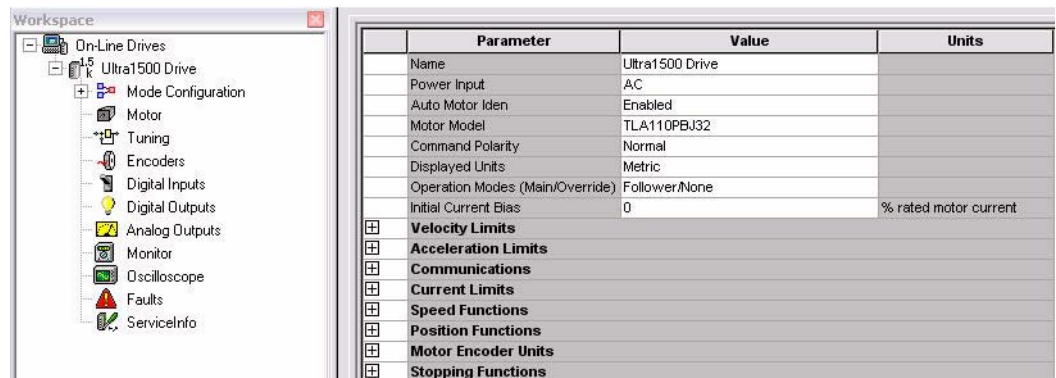 Workspace
On-Line Drives
1.5 k Ultra1500 Drive
Mode Configuration
Motor
Tuning
Encoders
Digital Inputs
Digital Outputs
Analog Outputs
Monitor
Oscilloscope
Faults
ServiceInfo
Parameter Value Units
Name Ultra1500 Drive
Power Input AC
Auto Motor Iden Enabled
Motor Model TLA110PBJ32
Command Polarity Normal
Displayed Units Metric
Operation Modes (Main/Override) Follower/None
Initial Current Bias 0 % rated motor current
Velocity Limits
Acceleration Limits
Communications
Current Limits
Speed Functions
Position Functions
Motor Encoder Units
Stopping Functions